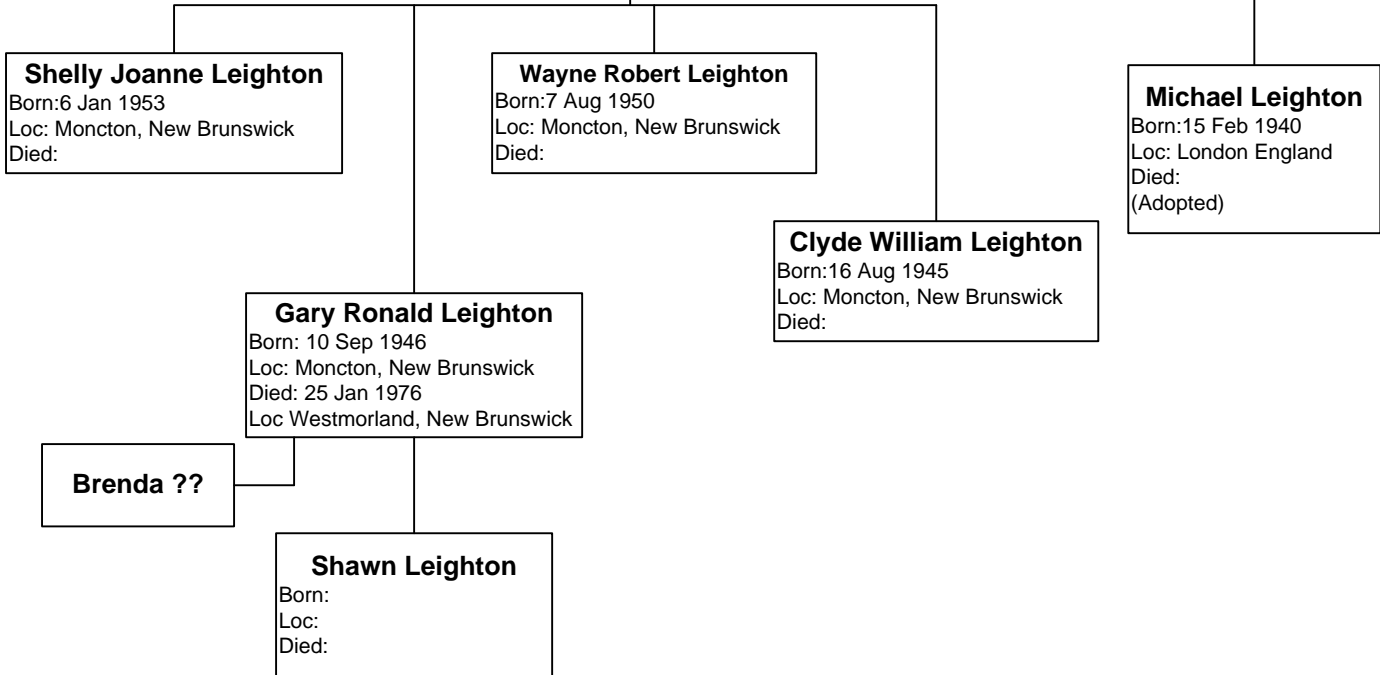 Shelly Joanne Leighton
Born:6 Jan 1953
Loc: Moncton, New Brunswick
Died:
Wayne Robert Leighton
Born:7 Aug 1950
Loc: Moncton, New Brunswick
Died:
Michael Leighton
Born:15 Feb 1940
Loc: London England
Died:
(Adopted)
Clyde William Leighton
Born:16 Aug 1945
Loc: Moncton, New Brunswick
Died:
Gary Ronald Leighton
Born: 10 Sep 1946
Loc: Moncton, New Brunswick
Died: 25 Jan 1976
Loc Westmorland, New Brunswick
Brenda ??
Shawn Leighton
Born:
Loc:
Died: